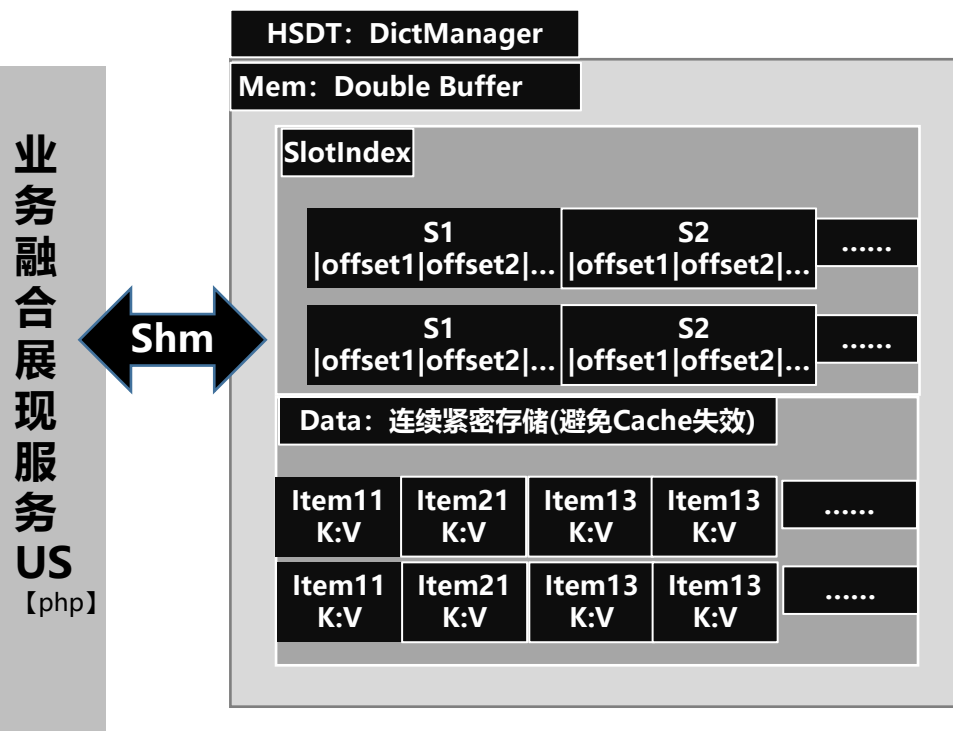 HSDT：DictManager
Mem：Double Buffer
业
务
融
合
展
现
服
务
US
【php】
Shm
SlotIndex
S1
|offset1|offset2|...
S2
|offset1|offset2|...
......
S1
|offset1|offset2|...
S2
|offset1|offset2|...
......
Data：连续紧密存储(避免Cache失效)
Item11
K:V
Item21
K:V
Item13
K:V
Item13
K:V
......
Item11
K:V
Item21
K:V
Item13
K:V
Item13
K:V
......